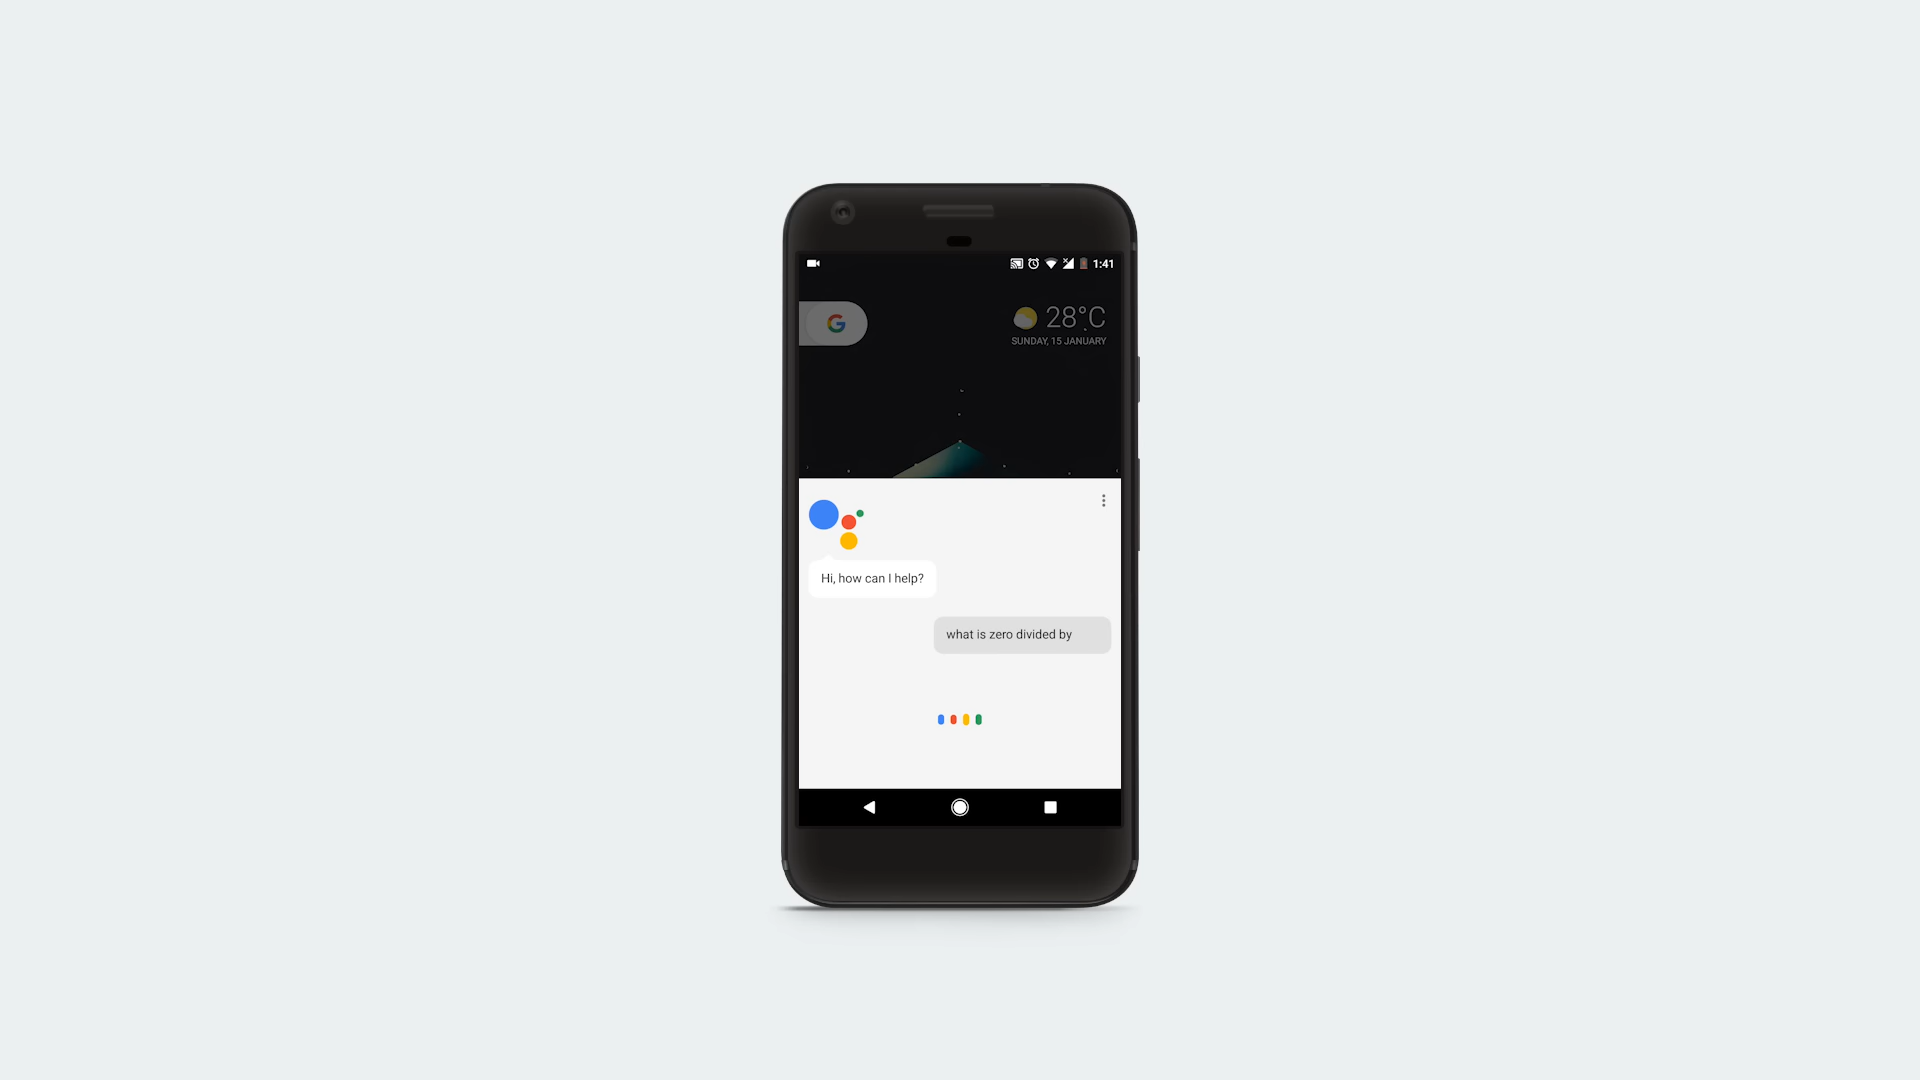 1:41
G
28°C
SUNDAY, 15 JANUARY
Hi, how can I help?
what is zero divided by